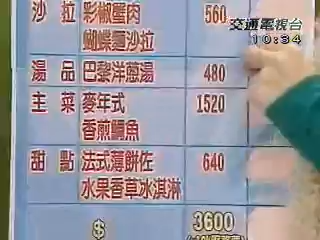 交通電視台
10:34
沙拉 彩椒蟹肉 560
蝴蝶麵沙拉
湯品 巴黎洋蔥湯 480
主菜 麥年式 1520
香煎鱷魚
甜點 法式薄餅佐 640
水果香草冰淇淋
$ 3600